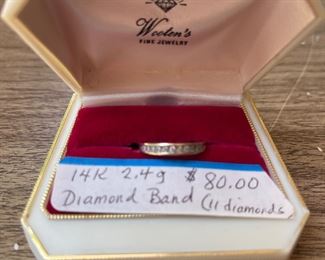 Wooten's
FINE JEWELRY
14K 2.4g $80.00
Diamond Band (11 diamonds